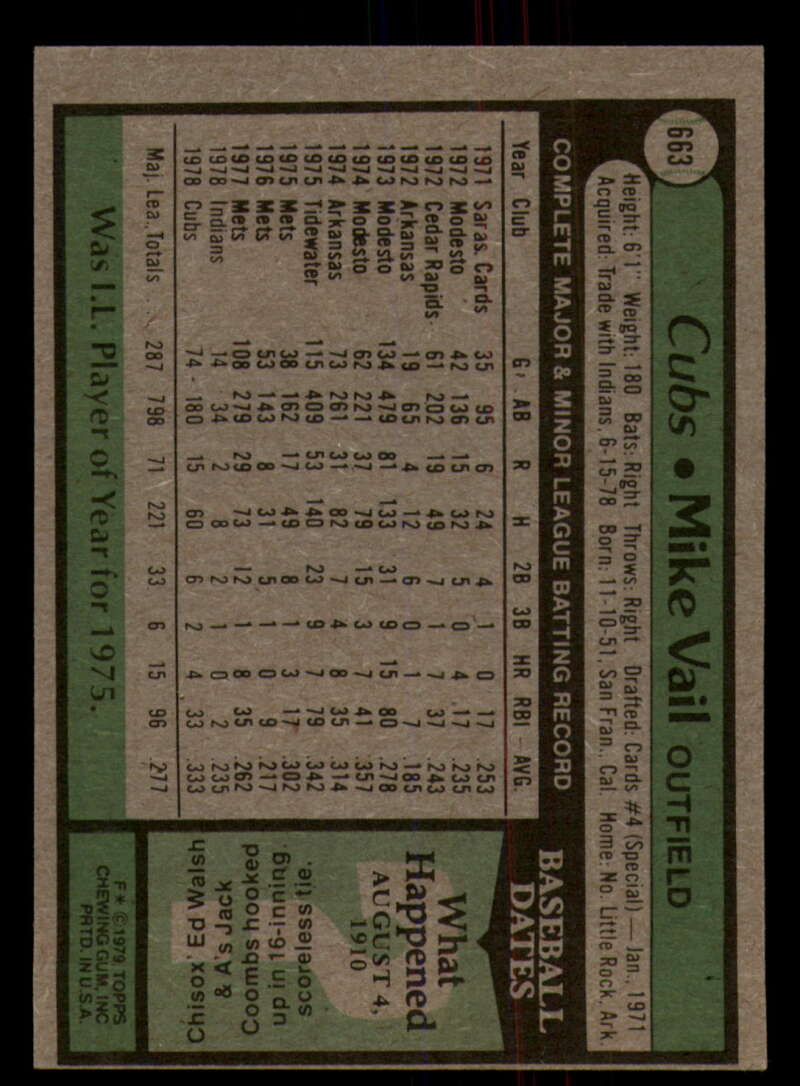 663
Cubs • Mike Vail OUTFIELD
Height: 6'1" Weight: 180 Bats: Right Throws: Right Drafted: Cards #4 (Special) — Jan., 1971
Acquired: Trade with Indians, 6-15-78 Born: 11-10-51, San Fran., Cal. Home: No. Little Rock, Ark.
COMPLETE MAJOR & MINOR LEAGUE BATTING RECORD
Year Club G AB R H 2B 3B HR RBI AVG.
1971 Saras. Cards 35 95 6 24 4 1 0 17 .253
1972 Modesto 42 136 15 32 5 0 4 17 .235
1972 Cedar Rapids 61 202 19 49 7 1 7 37 .243
1972 Arkansas 19 65 4 12 6 0 1 7 .185
1973 Modesto 134 479 81 133 31 9 15 80 .278
1974 Modesto 62 221 37 79 15 3 7 41 .357
1974 Arkansas 73 261 31 82 7 4 8 35 .314
1975 Tidewater 115 409 53 140 23 9 7 79 .342
1975 Mets 38 162 17 49 8 1 3 17 .302
1976 Mets 53 143 8 31 5 1 0 9 .217
1977 Mets 108 279 29 73 12 1 8 35 .262
1978 Indians 14 34 2 8 2 1 0 2 .235
1978 Cubs 74 180 15 60 6 2 4 33 .333
Maj. Lea. Totals 287 798 71 221 33 6 15 96 .277
Was I.L. Player of Year for 1975.
BASEBALL
DATES
What
Happened
AUGUST 4,
1910
Chisox' Ed Walsh
& A's Jack
Coombs hooked
up in 16-inning
scoreless tie.
F* © 1979 TOPPS
CHEWING GUM, INC.
PRTD. IN U.S.A.